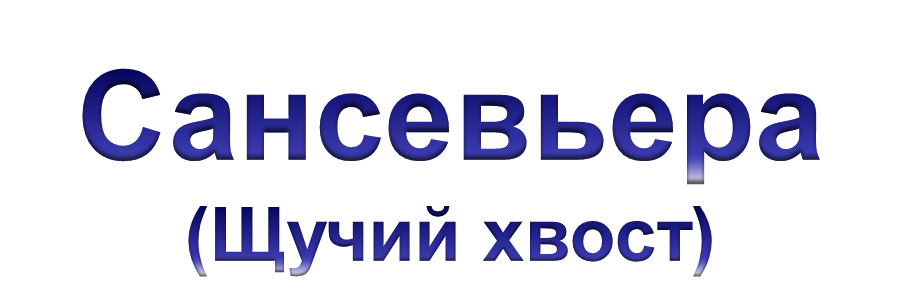 Сансевьера
(Щучий хвост)